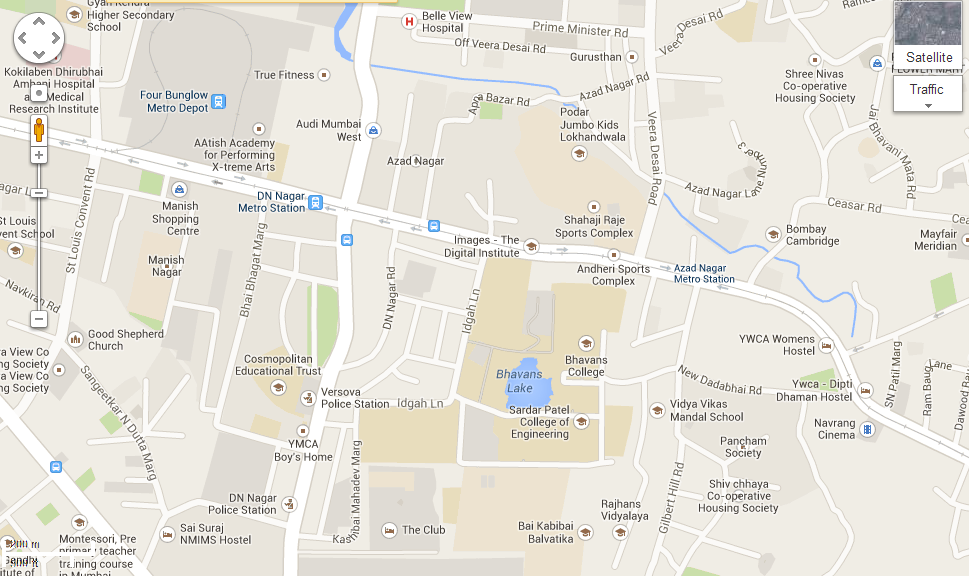 Gyan Kendra
Higher Secondary
School
Belle View
Hospital
Prime Minister Rd
Off Veera Desai Rd
Veera Desai Rd
Gurusthan
Satellite
Traffic
Kokilaben Dhirubhai
Ambani Hospital
and Medical
Research Institute
True Fitness
Four Bunglow
Metro Depot
Shree Nivas
Co-operative
Housing Society
FLOWER
Azad Nagar Rd
Bazar Rd
Audi Mumbai
West
AAtish Academy
for Performing
X-treme Arts
Podar
Jumbo Kids
Lokhandwala
Veera Desai Road
Jai Bhavani Mata Rd
Azad Nagar
St Louis Convent Rd
DN Nagar
Metro Station
Azad Nagar Lane Number 3
Ceasar Rd
Manish
Shopping
Centre
St Louis
School
Shahaji Raje
Sports Complex
Bombay
Cambridge
Mayfair
Meridian
Images - The
Digital Institute
Andheri Sports
Complex
Azad Nagar
Metro Station
Manish
Nagar
Bhai Bhagat Marg
DN Nagar Rd
Idgah Ln
Navkiran Rd
Good Shepherd
Church
View Co
Society
View Co
Society
Cosmopolitan
Educational Trust
Bhavans
Lake
Bhavans
College
YWCA Womens
Hostel
SN Patil Marg
Ram Baug
Lane
Dawood
Sangeetkar N Dutta Marg
Versova
Police Station
Idgah Ln
New Dadabhai Rd
Ywca - Dipti
Dhaman Hostel
Sardar Patel
College of
Engineering
Vidya Vikas
Mandal School
Navrang
Cinema
YMCA
Boy's Home
Pancham
Society
Gilbert Hill Rd
Shiv chhaya
Co-operative
Housing Society
DN Nagar
Police Station
Mahadev Marg
Rajhans
Vidyalaya
Sai Suraj
NMIMS Hostel
The Club
Bai Kabibai
Balvatika
Montessori, Pre
primary teacher
training course
in Mumbai